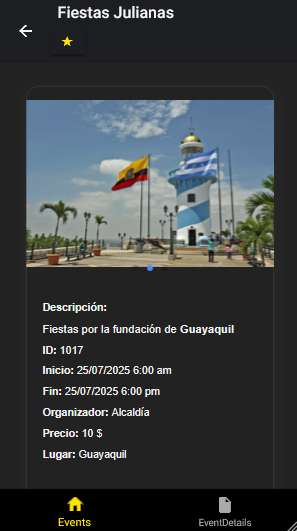 Fiestas Julianas
Descripción:
Fiestas por la fundación de Guayaquil
ID: 1017
Inicio: 25/07/2025 6:00 am
Fin: 25/07/2025 6:00 pm
Organizador: Alcaldía
Precio: 10 $
Lugar: Guayaquil
Events
EventDetails